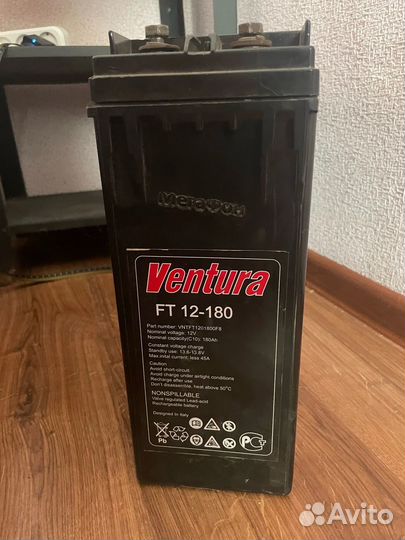 Мегафон
Ventura
FT 12-180
Part number: VNTFT1201800F8
Nominal voltage: 12V
Nominal capacity(C10): 180Ah
Constant voltage charge
Standby use: 13.6-13.8V
Max.initial current: less 45A
Caution
Avoid short-circuit
Avoid charge under airtight conditions
Recharge after use
Don't disassemble, heat above 50°C
NONSPILLABLE
Valve regulated Lead-acid
Rechargeable battery
Designed in Italy
Pb
Avito